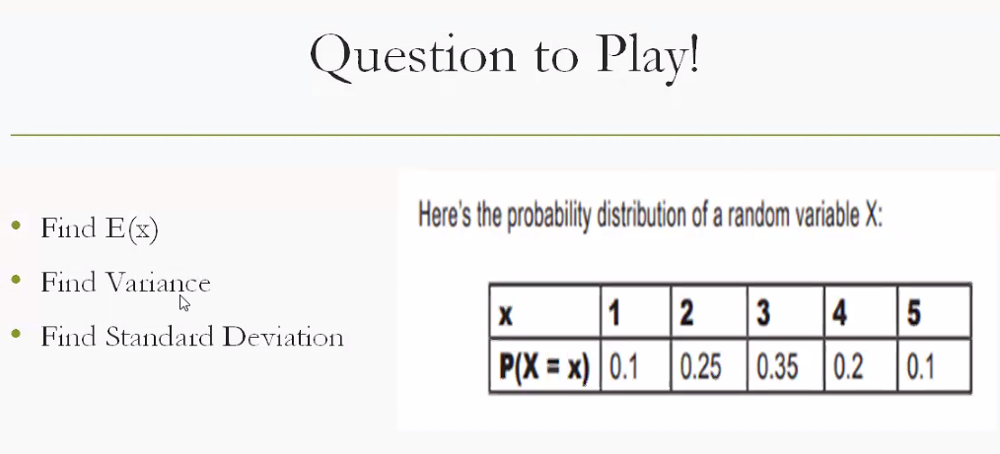 Question to Play!
• Find E(x)
• Find Variance
• Find Standard Deviation
Here's the probability distribution of a random variable X:
x 1 2 3 4 5
P(X = x) 0.1 0.25 0.35 0.2 0.1